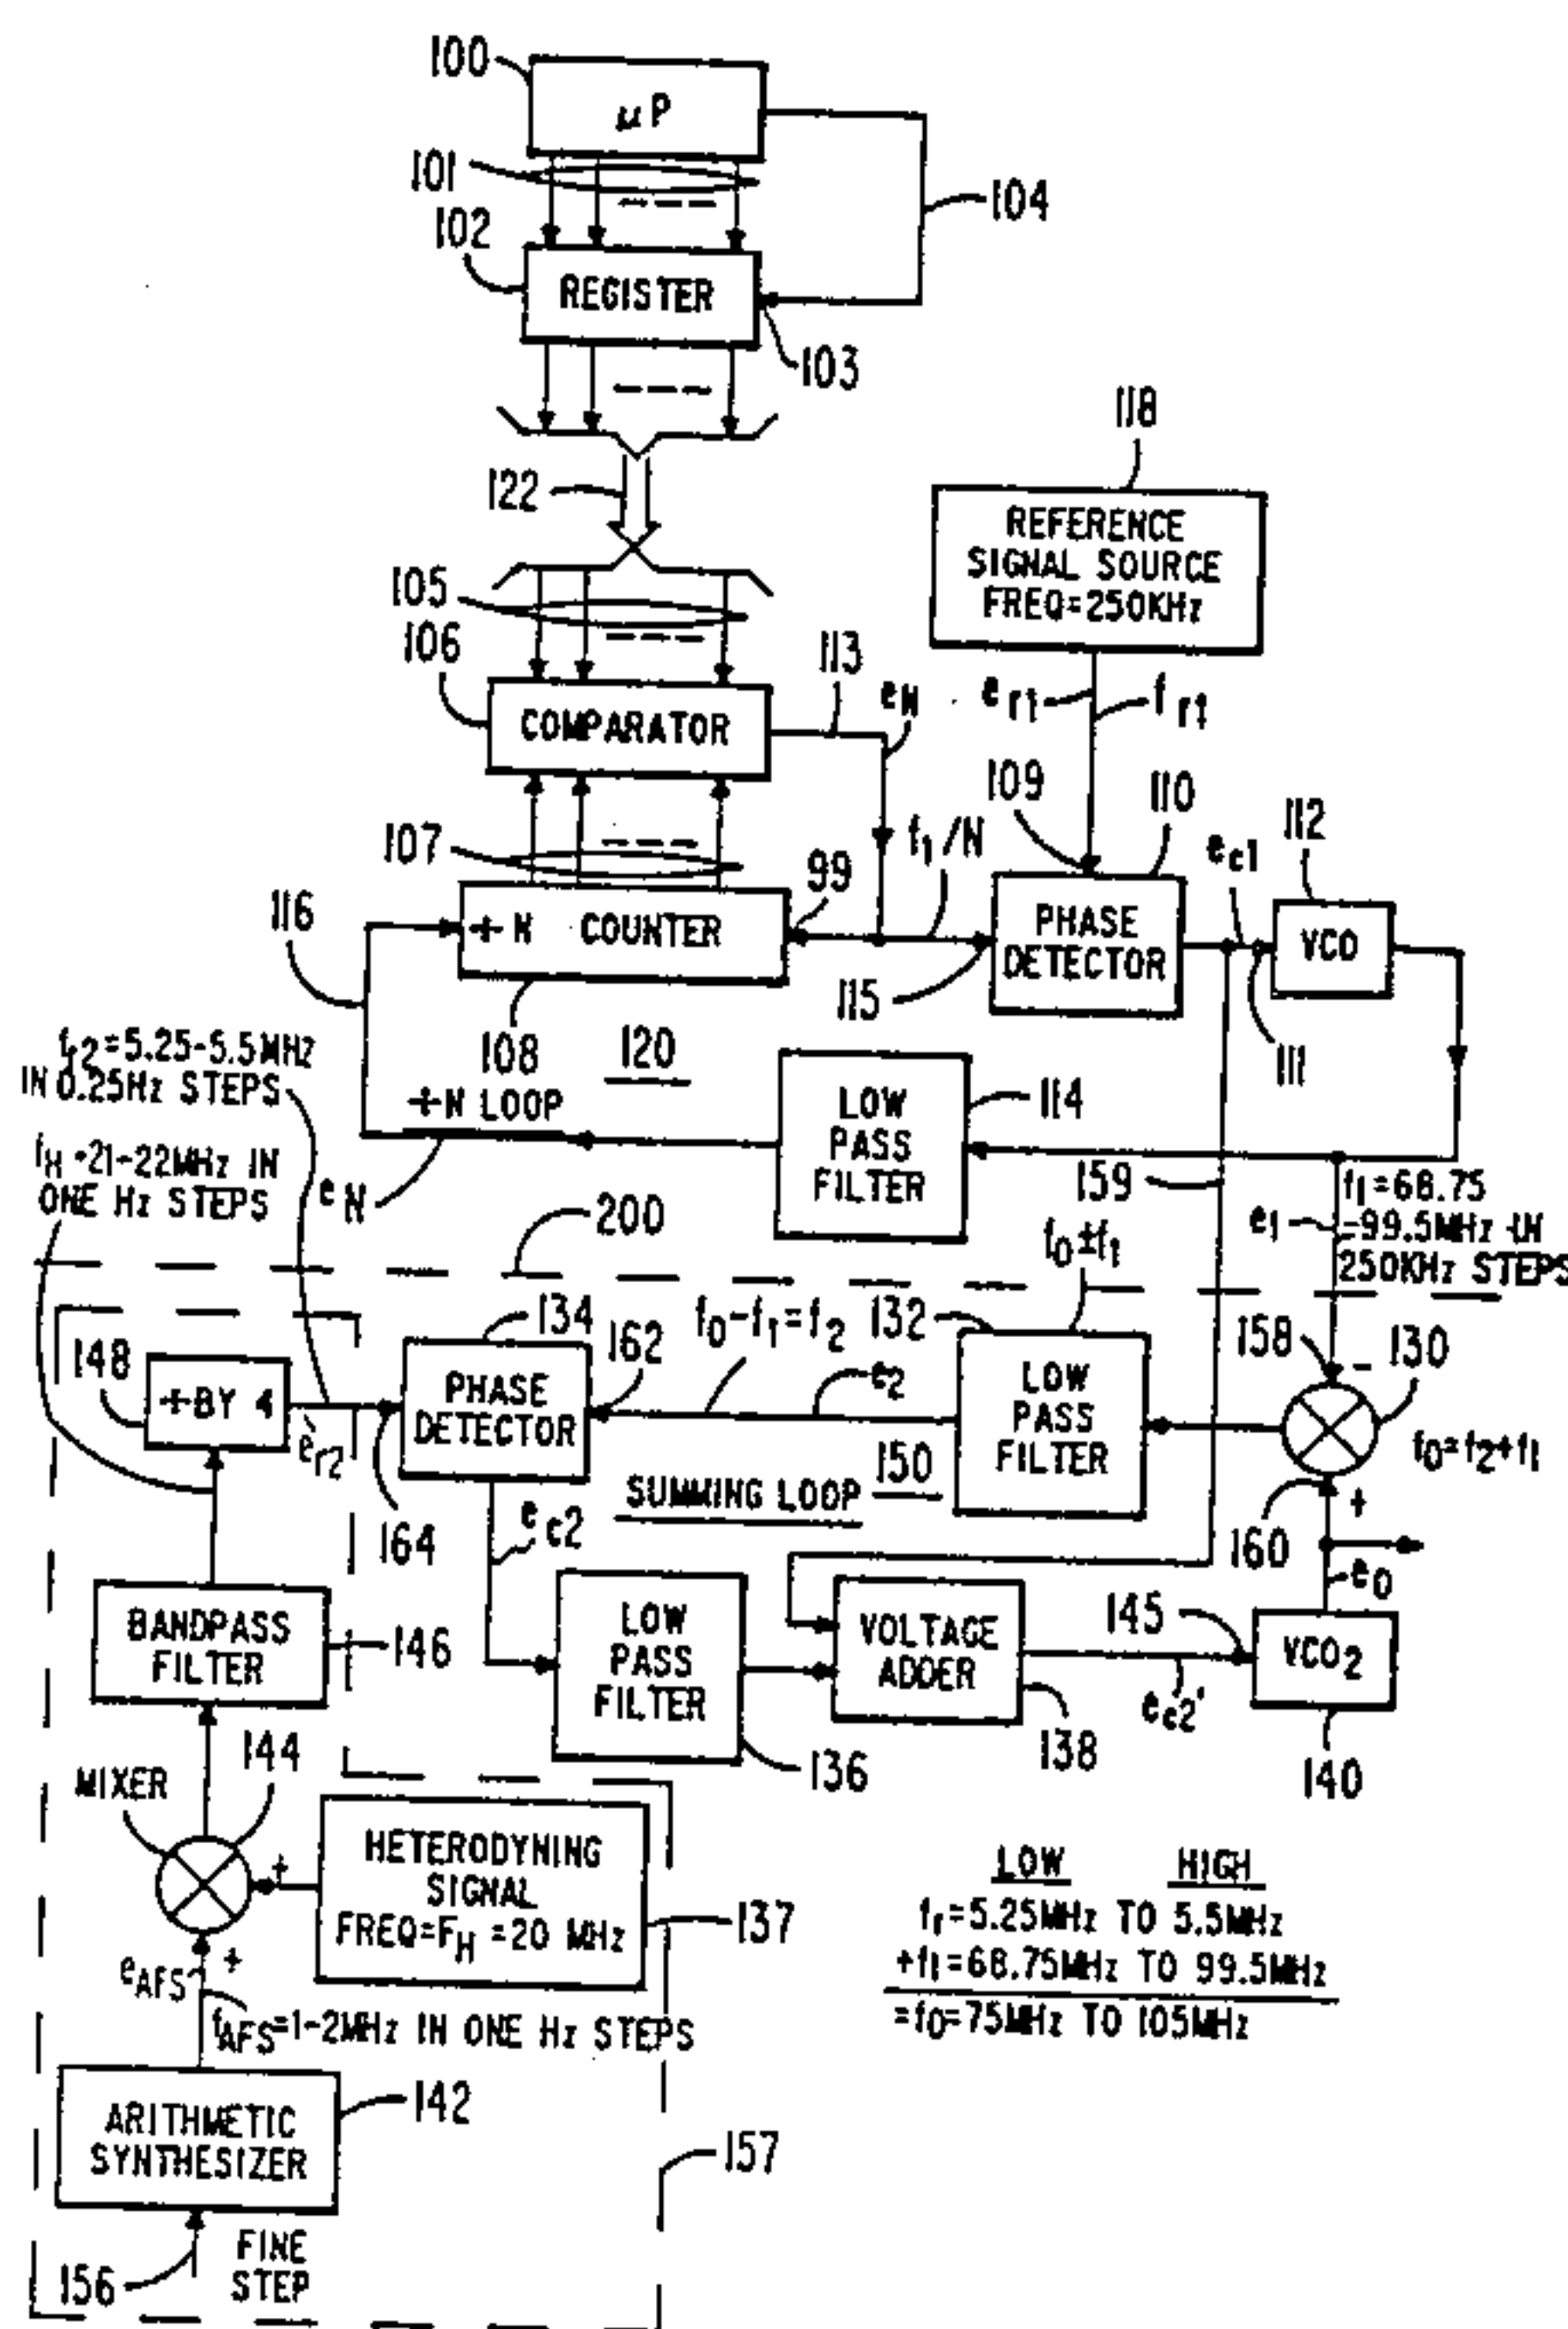 100
μP
101
102
104
REGISTER
103
118
122
REFERENCE
SIGNAL SOURCE
FREQ=250KHz
105
106
113
eN
er1
fr1
COMPARATOR
109
110
112
107
99
f1/N
ec1
116
÷N COUNTER
PHASE
DETECTOR
VCO
115
108
120
111
fr2=5.25-5.5MHz
IN 0.25Hz STEPS
÷N LOOP
LOW
PASS
FILTER
114
fH=21-22MHz IN
ONE Hz STEPS
eN
159
200
f0±f1
e1
f1=68.75
-99.5MHz IN
250KHz STEPS
134
162
f0-f1=f2
132
158
-
130
148
÷BY 4
PHASE
DETECTOR
e2
LOW
PASS
FILTER
er2
f0=f2+f1
SUMMING LOOP
150
164
ec2
160
+
e0
BANDPASS
FILTER
146
LOW
PASS
FILTER
VOLTAGE
ADDER
145
VCO2
ec2'
136
138
140
MIXER
144
+
HETERODYNING
SIGNAL
FREQ=FH=20 MHz
137
LOW HIGH
fr=5.25MHz TO 5.5MHz
+f1=68.75MHz TO 99.5MHz
=f0=75MHz TO 105MHz
eAFS
+
fAFS=1-2MHz IN ONE Hz STEPS
142
ARITHMETIC
SYNTHESIZER
157
156
FINE
STEP